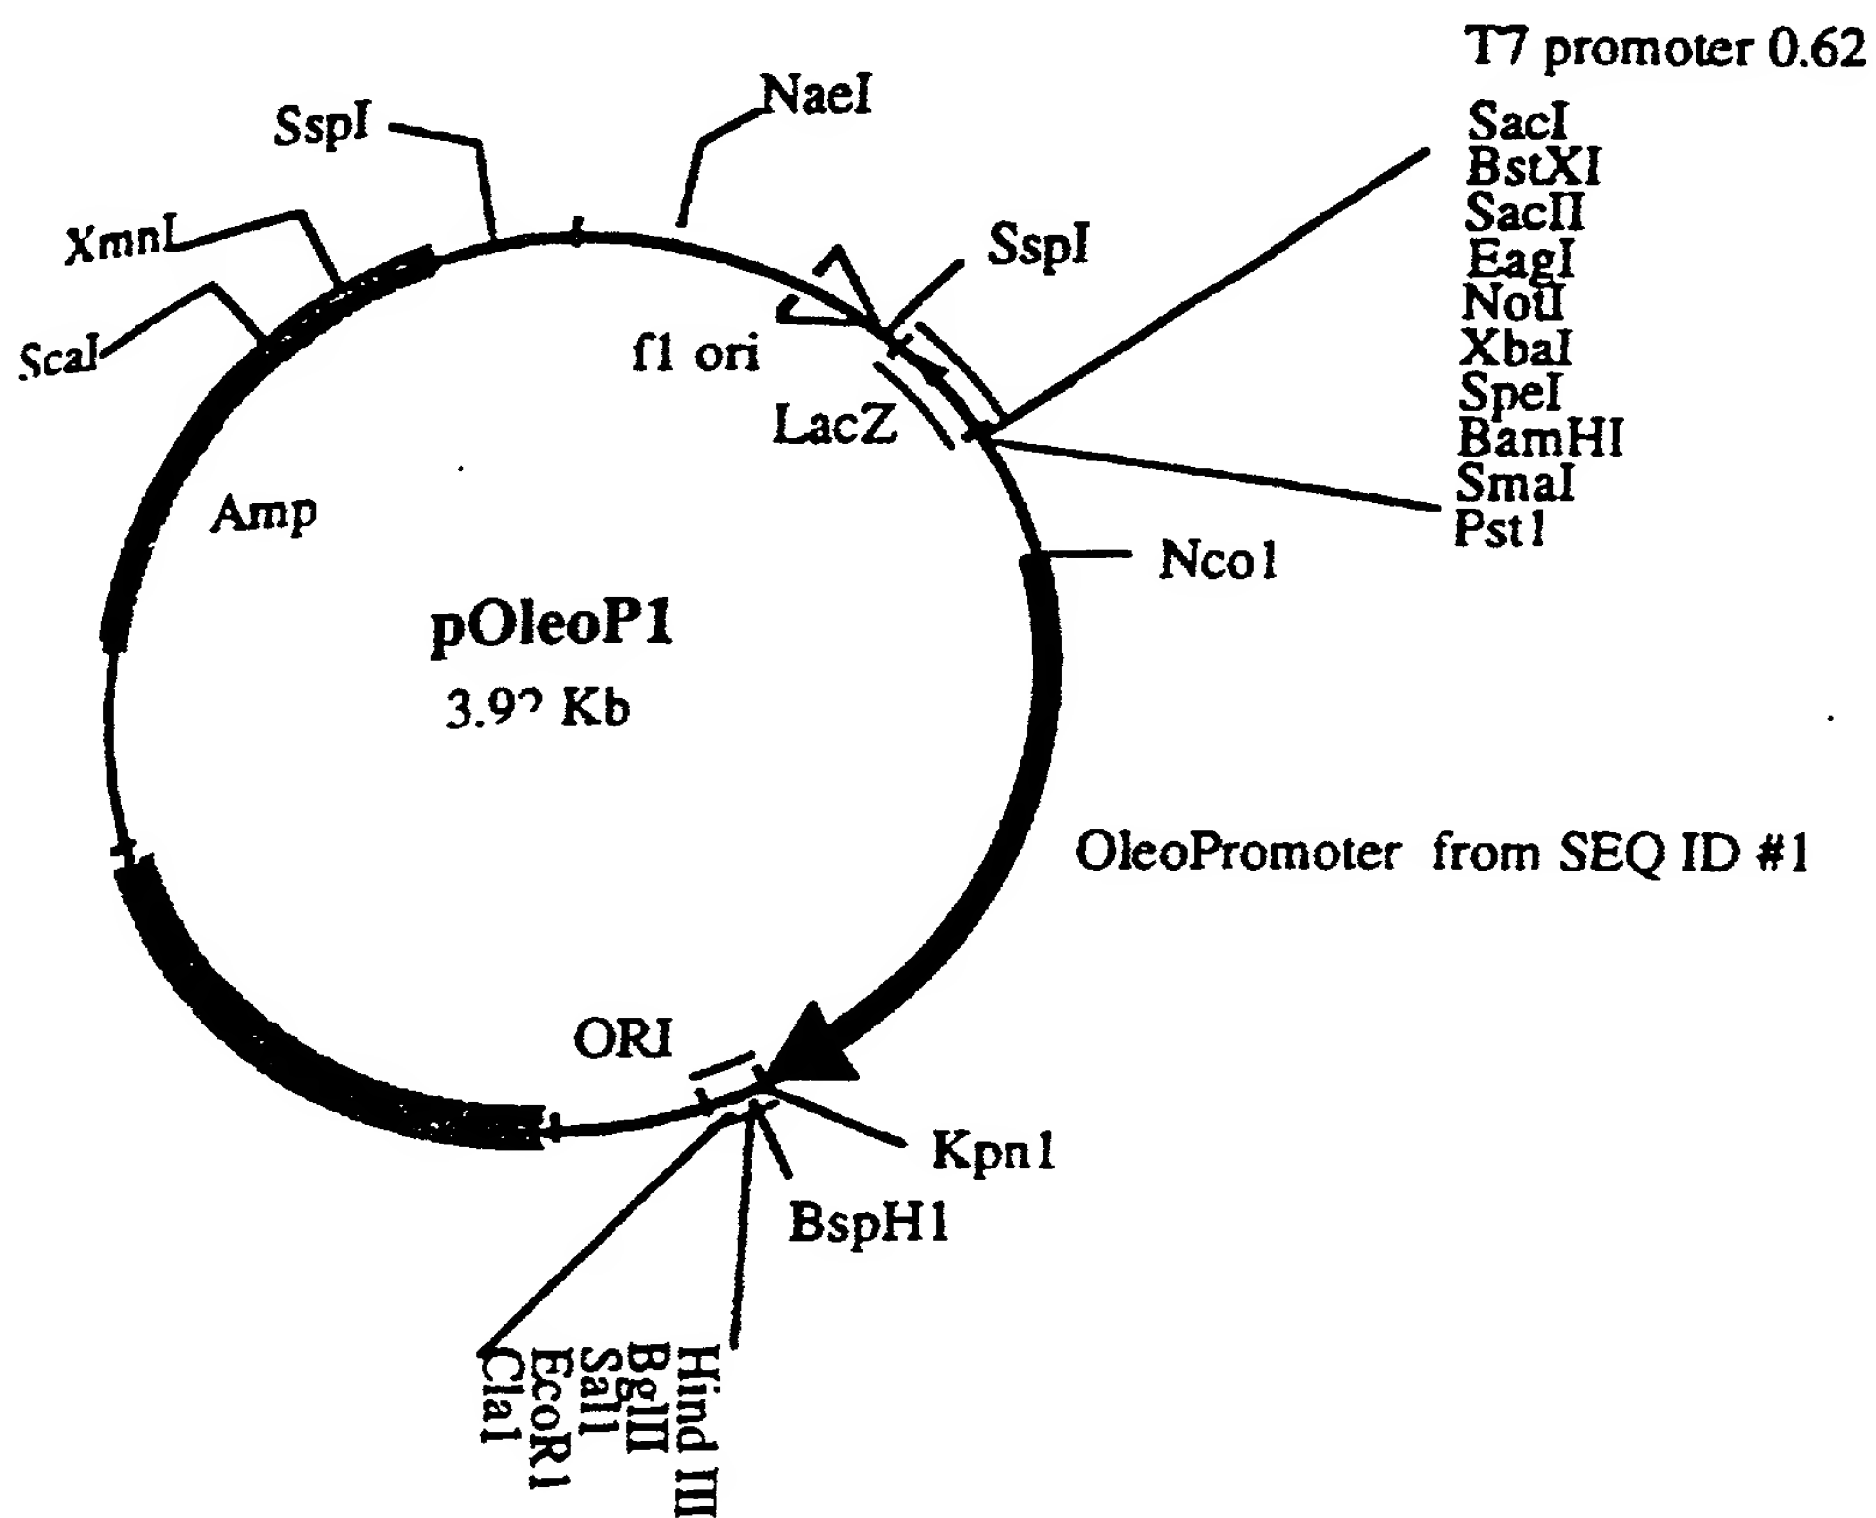 T7 promoter 0.62
SacI
BstXI
SacII
EagI
NotI
XbaI
SpeI
BamHI
SmaI
Pst1
NaeI
SspI
XmnI
ScaI
SspI
f1 ori
LacZ
Amp
Nco1
pOleoP1
Kb
OleoPromoter from SEQ ID #1
ORI
Kpn1
BspH1
Hind III
BglII
Sal1
EcoR1
Cla1